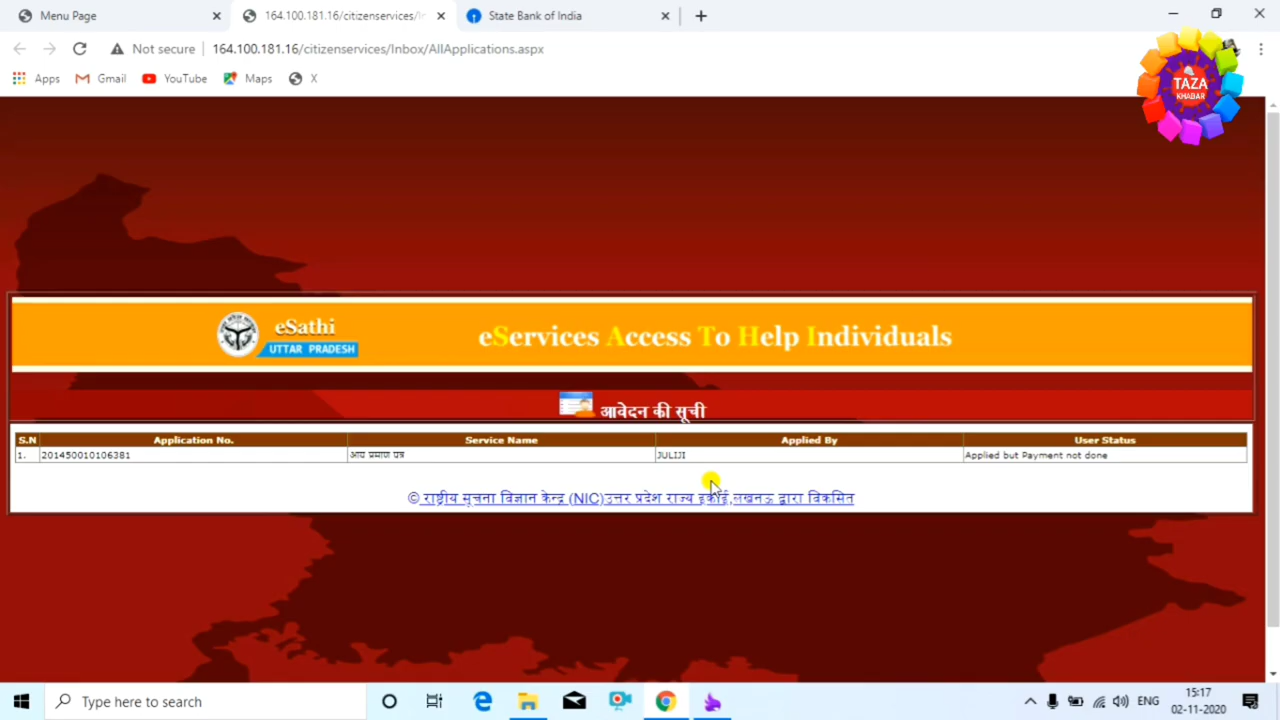 Menu Page
164.100.181.16/citizenservices/
State Bank of India
Not secure
164.100.181.16/citizenservices/Inbox/AllApplications.aspx
Apps
Gmail
YouTube
Maps
X
TAZA
KHABAR
eSathi
UTTAR PRADESH
eServices Access To Help Individuals
आवेदन की सूची
S.N Application No. Service Name Applied By User Status
1. 201450010106381 आय प्रमाण पत्र JULIJI Applied but Payment not done
© राष्ट्रीय सूचना विज्ञान केन्द्र (NIC)उत्तर प्रदेश राज्य इकाई,लखनऊ द्वारा विकसित
Type here to search
ENG
15:17
02-11-2020